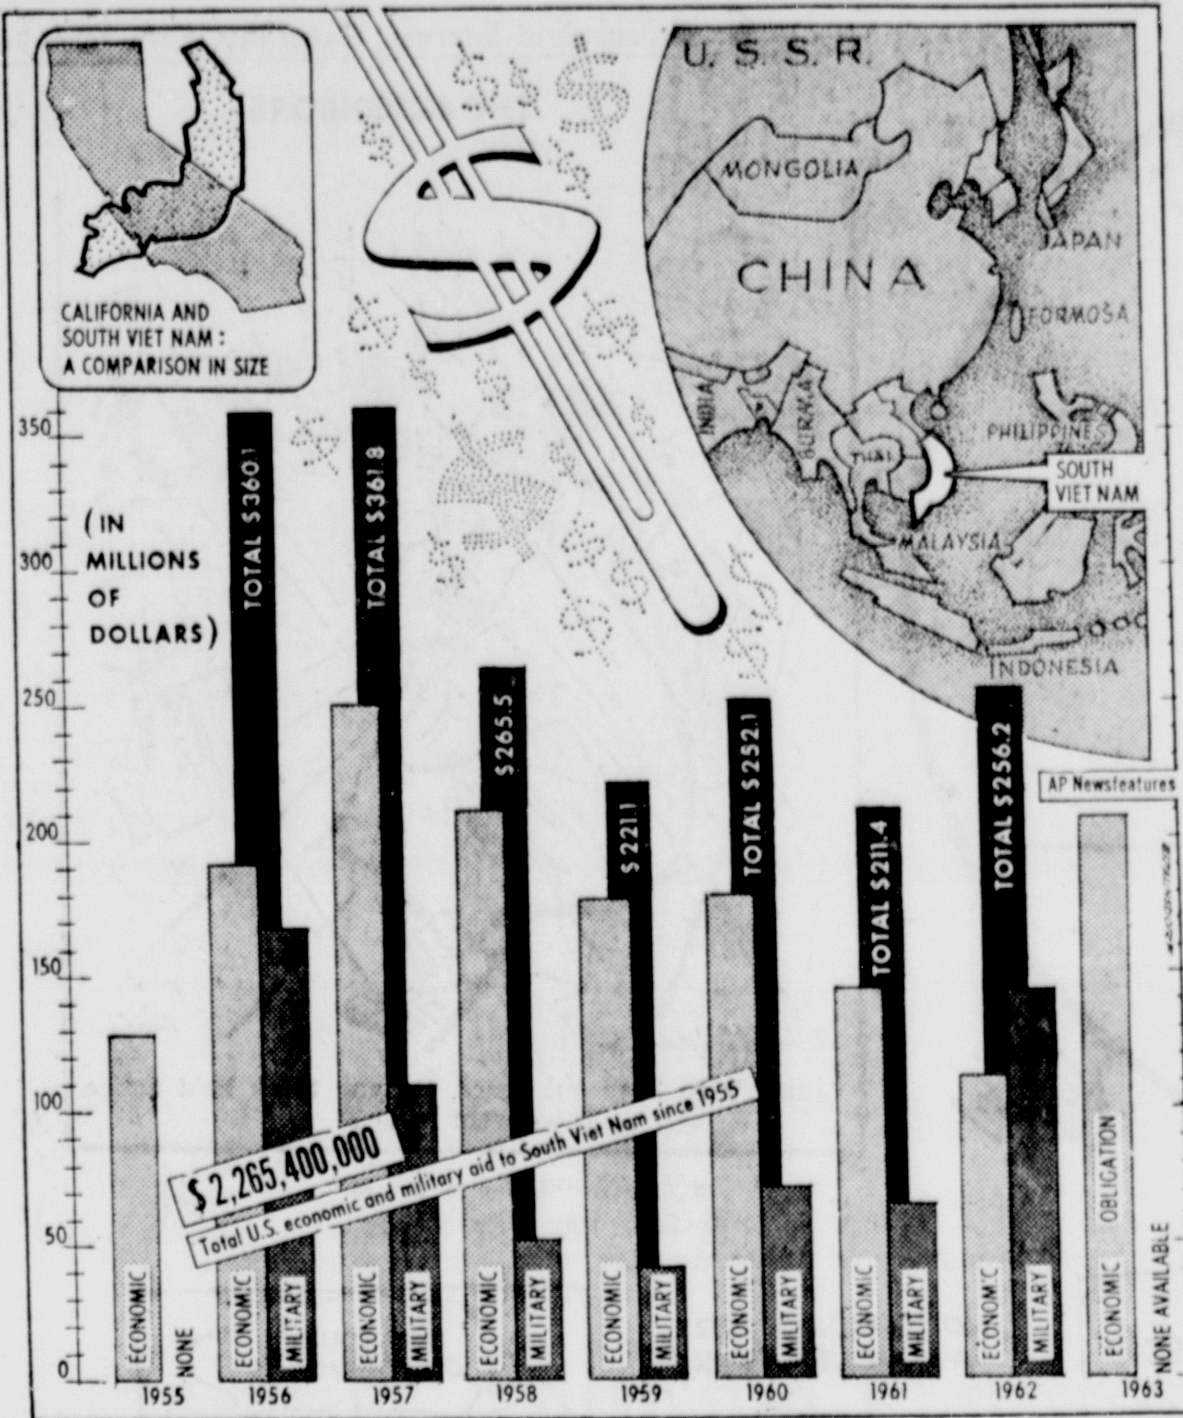 CALIFORNIA AND
SOUTH VIET NAM :
A COMPARISON IN SIZE
U. S. S. R.
MONGOLIA
CHINA
JAPAN
FORMOSA
INDIA
BURMA
THAI.
PHILIPPINES
SOUTH
VIET NAM
MALAYSIA
INDONESIA
AP Newsfeatures
(IN
MILLIONS
OF
DOLLARS)
350
300
250
200
150
100
50
0
TOTAL $360.1
TOTAL $361.8
$265.5
$221.1
TOTAL $252.1
TOTAL $211.4
TOTAL $256.2
$2,265,400,000
Total U.S. economic and military aid to South Viet Nam since 1955
ECONOMIC
NONE
ECONOMIC
MILITARY
ECONOMIC
MILITARY
ECONOMIC
MILITARY
ECONOMIC
MILITARY
ECONOMIC
MILITARY
ECONOMIC
MILITARY
ECONOMIC
MILITARY
ECONOMIC OBLIGATION
NONE AVAILABLE
1955
1956
1957
1958
1959
1960
1961
1962
1963